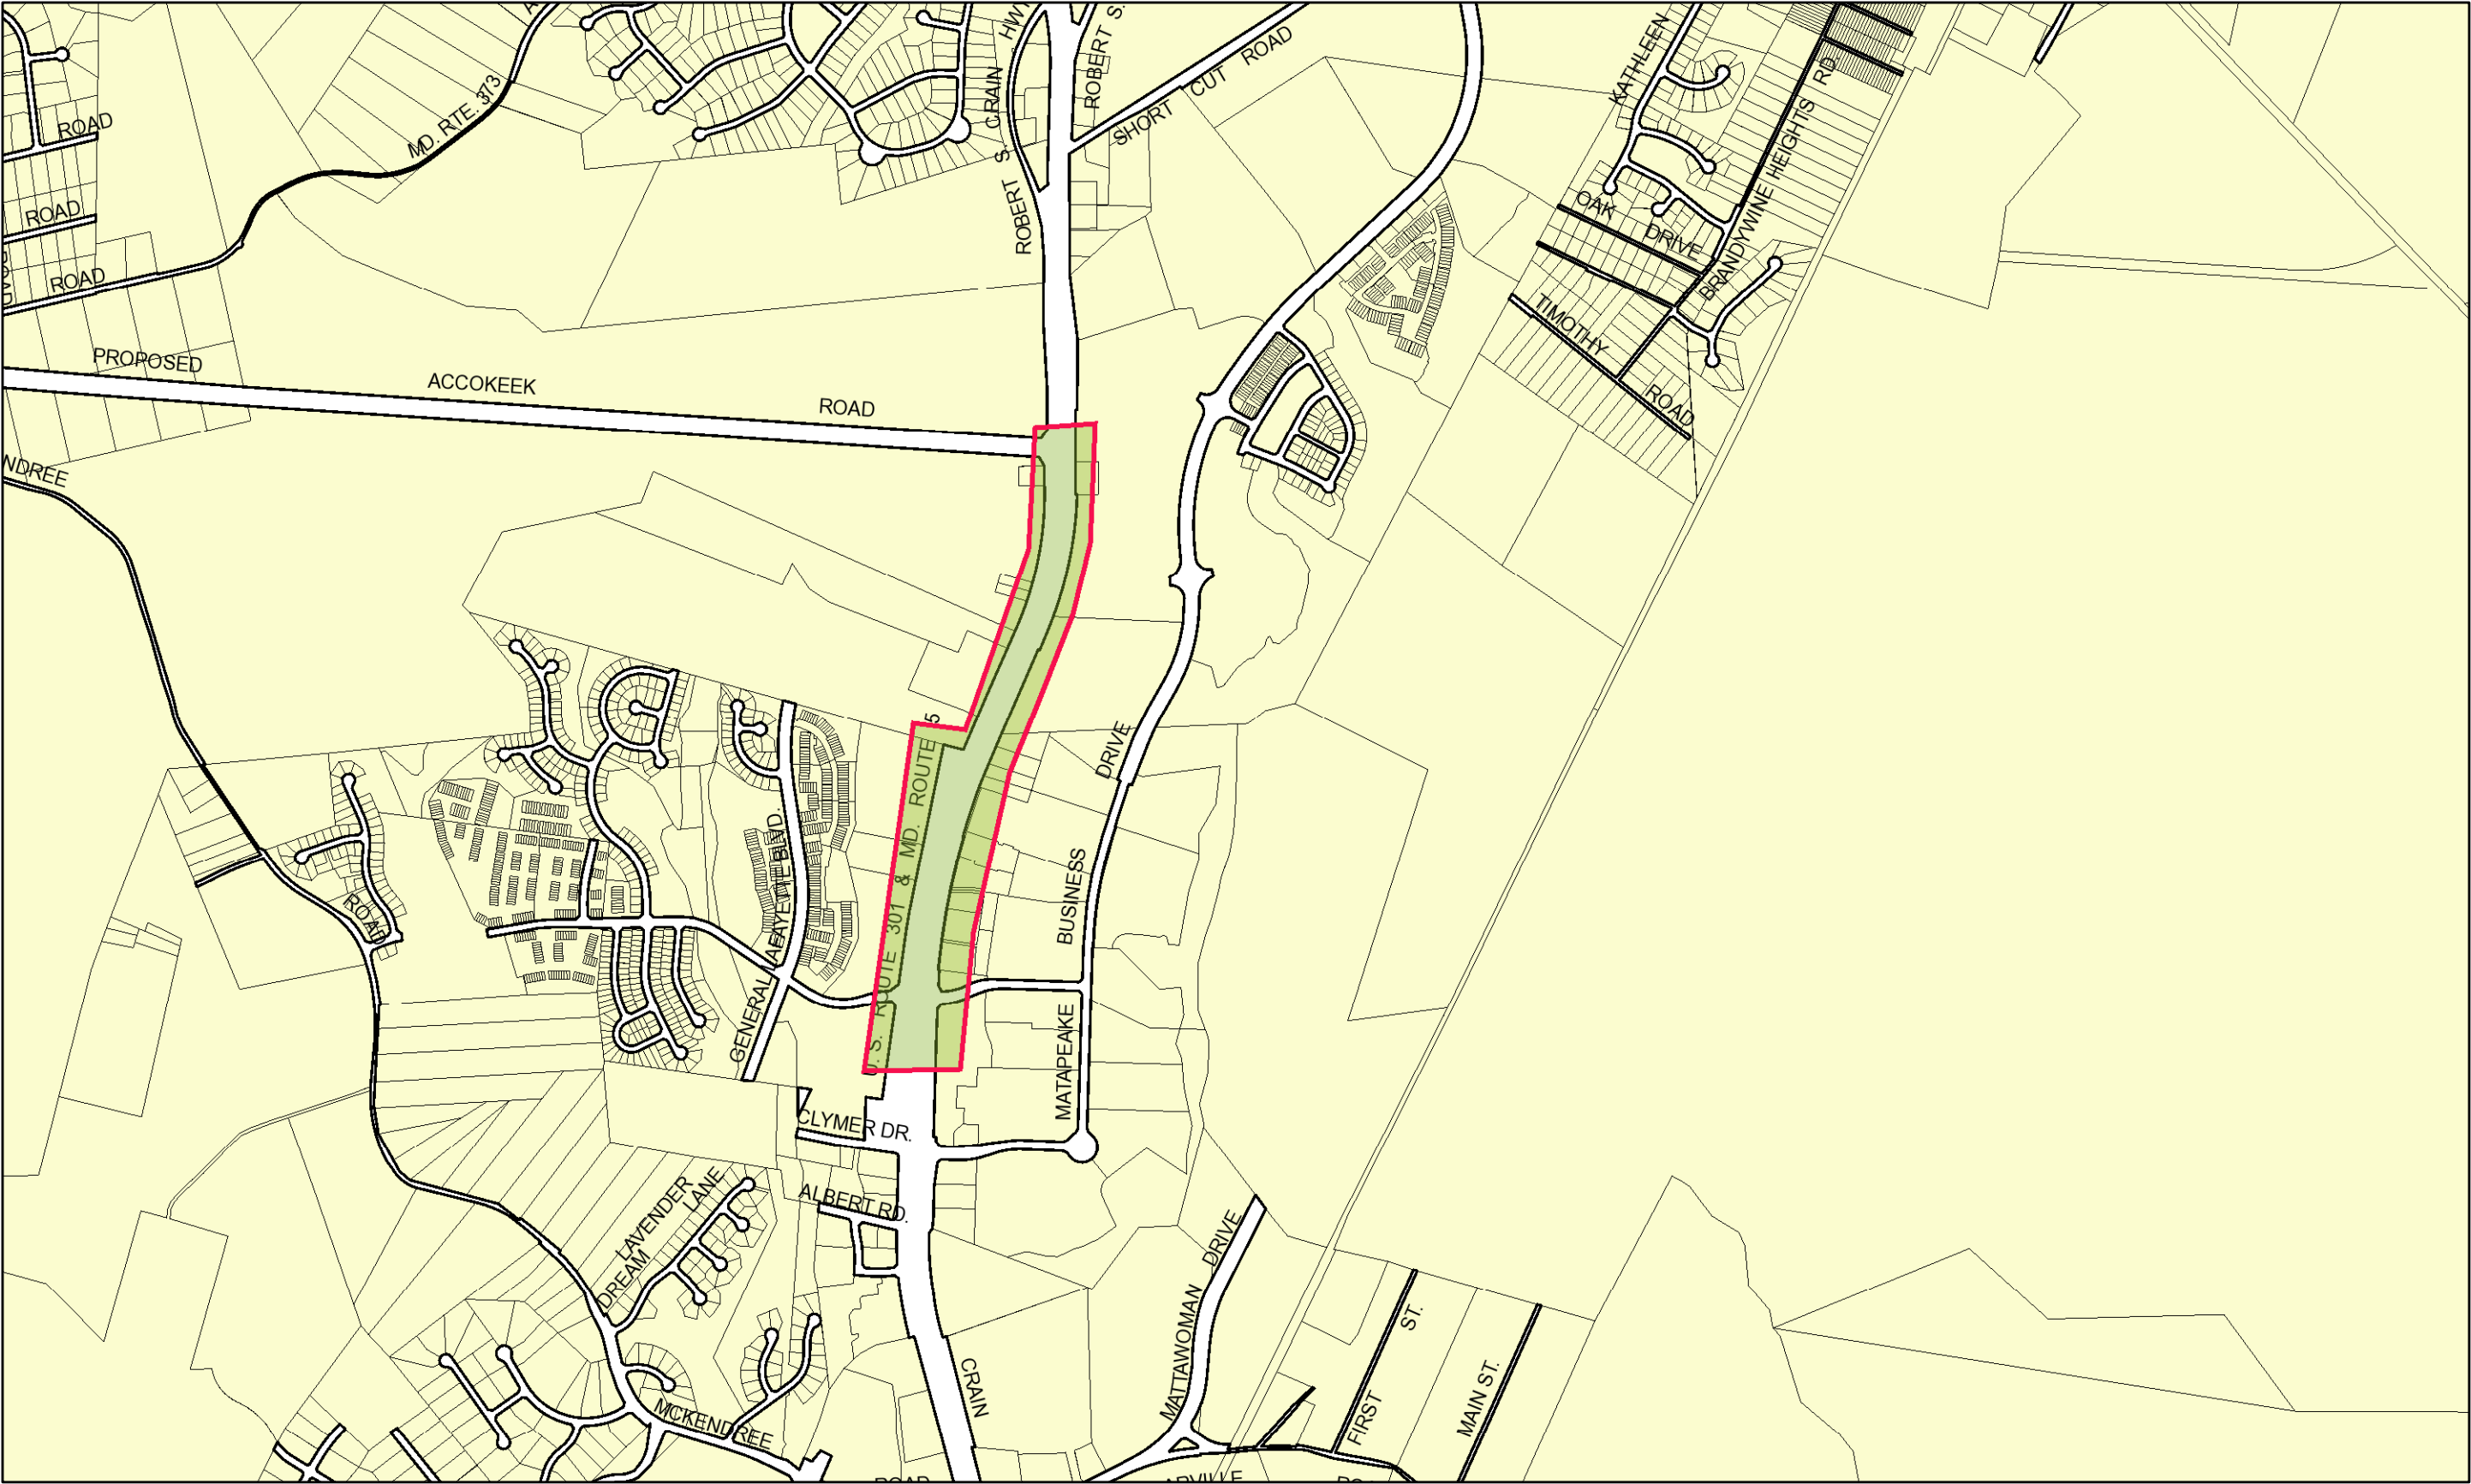 HWY
ROBERT S.
CRAIN
ROBERT S.
SHORT CUT ROAD
KATHLEEN
BRANDYWINE HEIGHTS RD.
MD. RTE. 373
ROAD
ROAD
ROAD
OAK DRIVE
TIMOTHY ROAD
PROPOSED ACCOKEEK ROAD
NDREE
ROAD
U. S. ROUTE 301 & MD. ROUTE 5
GENERAL LAFAYETTE BLVD.
MATAPEAKE BUSINESS DRIVE
CLYMER DR.
ALBERT RD.
LAVENDER
DREAM LANE
MATTAWOMAN DRIVE
FIRST ST.
MAIN ST.
CRAIN
MCKENDREE
ROAD